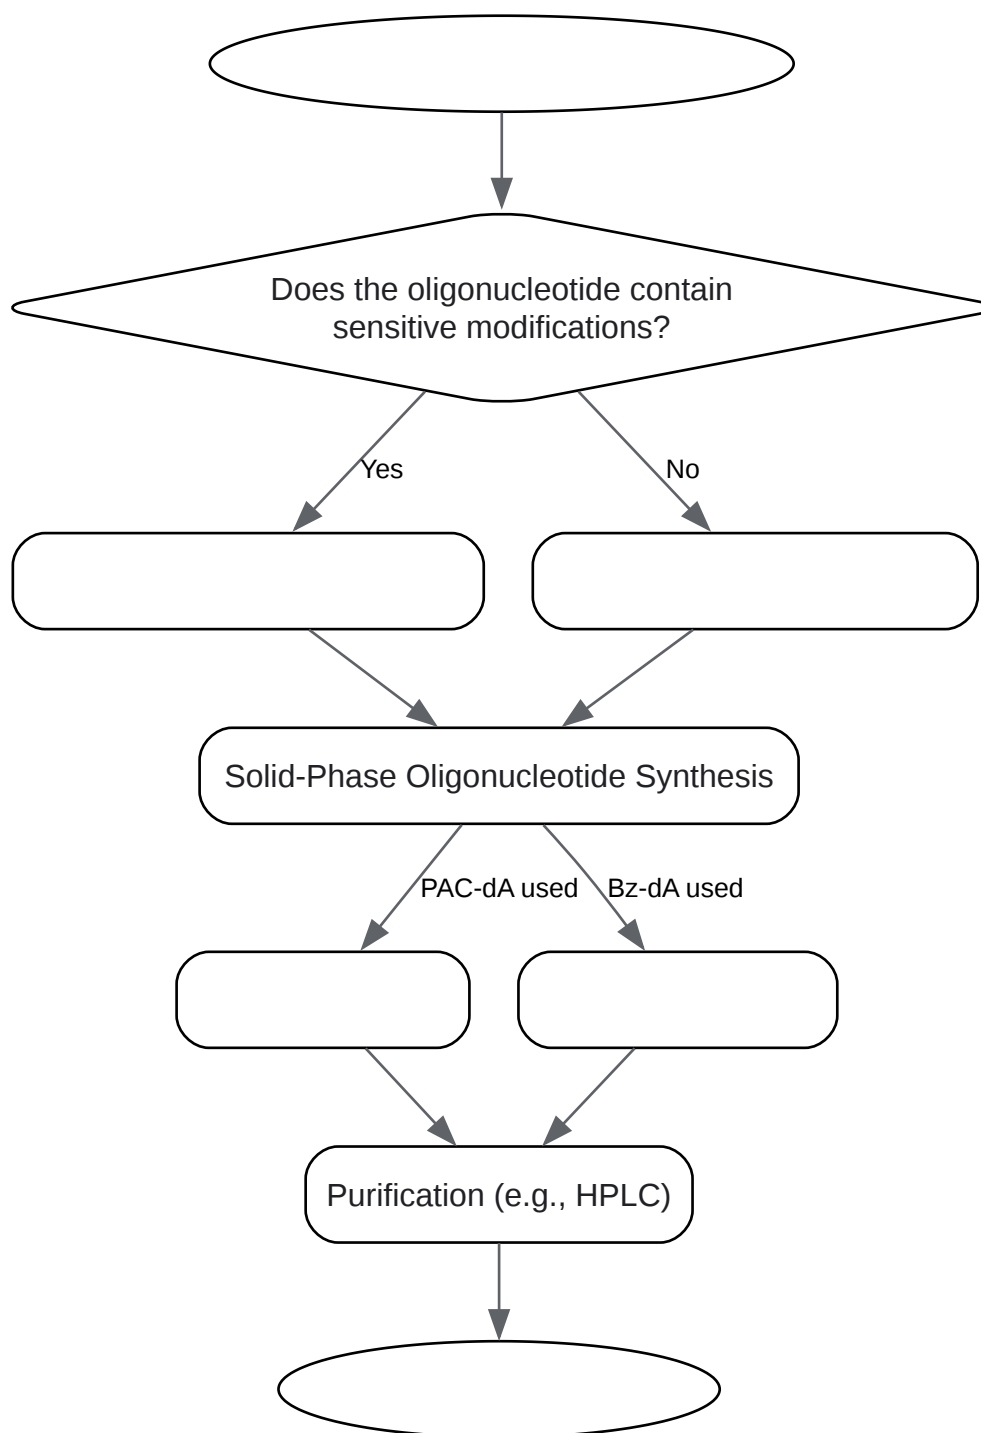 Does the oligonucleotide contain
sensitive modifications?
Yes
No
Solid-Phase Oligonucleotide Synthesis
PAC-dA used
Bz-dA used
Purification (e.g., HPLC)